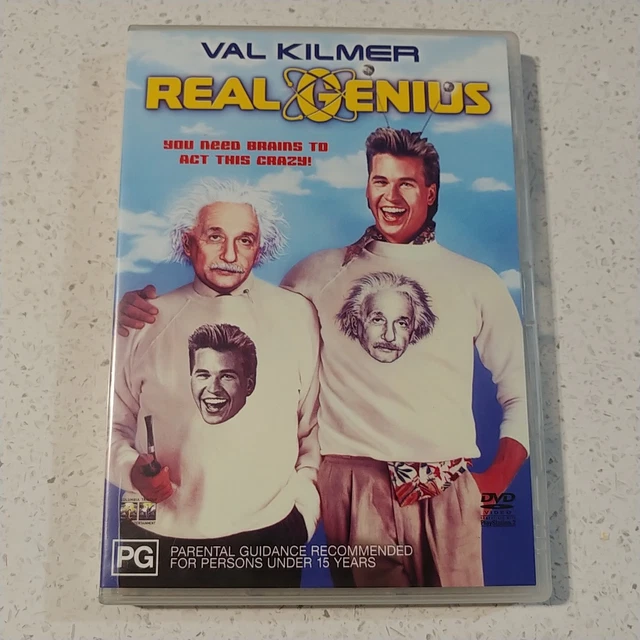 VAL KILMER
REAL GENIUS
YOU NEED BRAINS TO
ACT THIS CRAZY!
DVD
VIDEO
PG
PARENTAL GUIDANCE RECOMMENDED
FOR PERSONS UNDER 15 YEARS